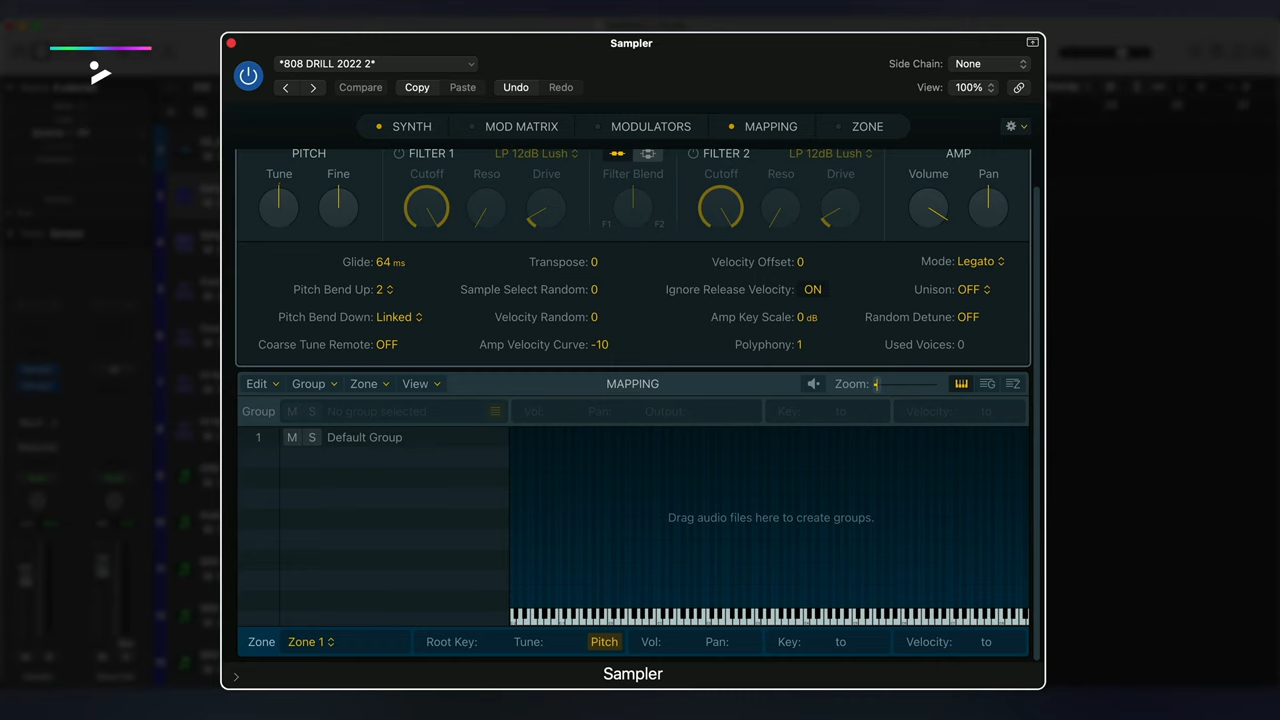 Sampler
*808 DRILL 2022 2*
Side Chain: None
Compare Copy Paste Undo Redo
View: 100%
SYNTH MOD MATRIX MODULATORS MAPPING ZONE
PITCH FILTER 1 LP 12dB Lush FILTER 2 LP 12dB Lush AMP
Tune Fine Cutoff Reso Drive Filter Blend Cutoff Reso Drive Volume Pan
F1 F2
Glide: 64 ms Transpose: 0 Velocity Offset: 0 Mode: Legato
Pitch Bend Up: 2 Sample Select Random: 0 Ignore Release Velocity: ON Unison: OFF
Pitch Bend Down: Linked Velocity Random: 0 Amp Key Scale: 0 dB Random Detune: OFF
Coarse Tune Remote: OFF Amp Velocity Curve: -10 Polyphony: 1 Used Voices: 0
Edit Group Zone View MAPPING Zoom:
Group M S No group selected Vol: Pan: Output: Key: to Velocity: to
1 M S Default Group
Drag audio files here to create groups.
Zone Zone 1 Root Key: Tune: Pitch Vol: Pan: Key: to Velocity: to
Sampler